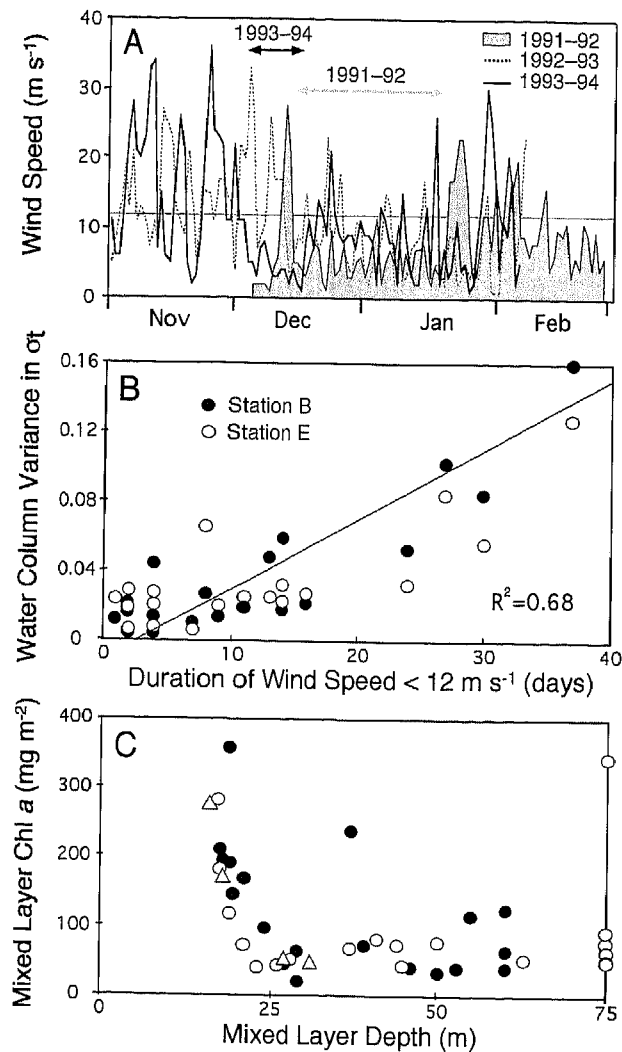 A
1993–94
1991–92
1991–92
1992–93
1993–94
Wind Speed (m s⁻¹)
40
30
20
10
0
Nov
Dec
Jan
Feb
B
Station B
Station E
Water Column Variance in σt
0.16
0.12
0.08
0.04
0
R²=0.68
0
10
20
30
40
Duration of Wind Speed < 12 m s⁻¹ (days)
C
Mixed Layer Chl a (mg m⁻²)
400
300
200
100
0
0
25
50
75
Mixed Layer Depth (m)